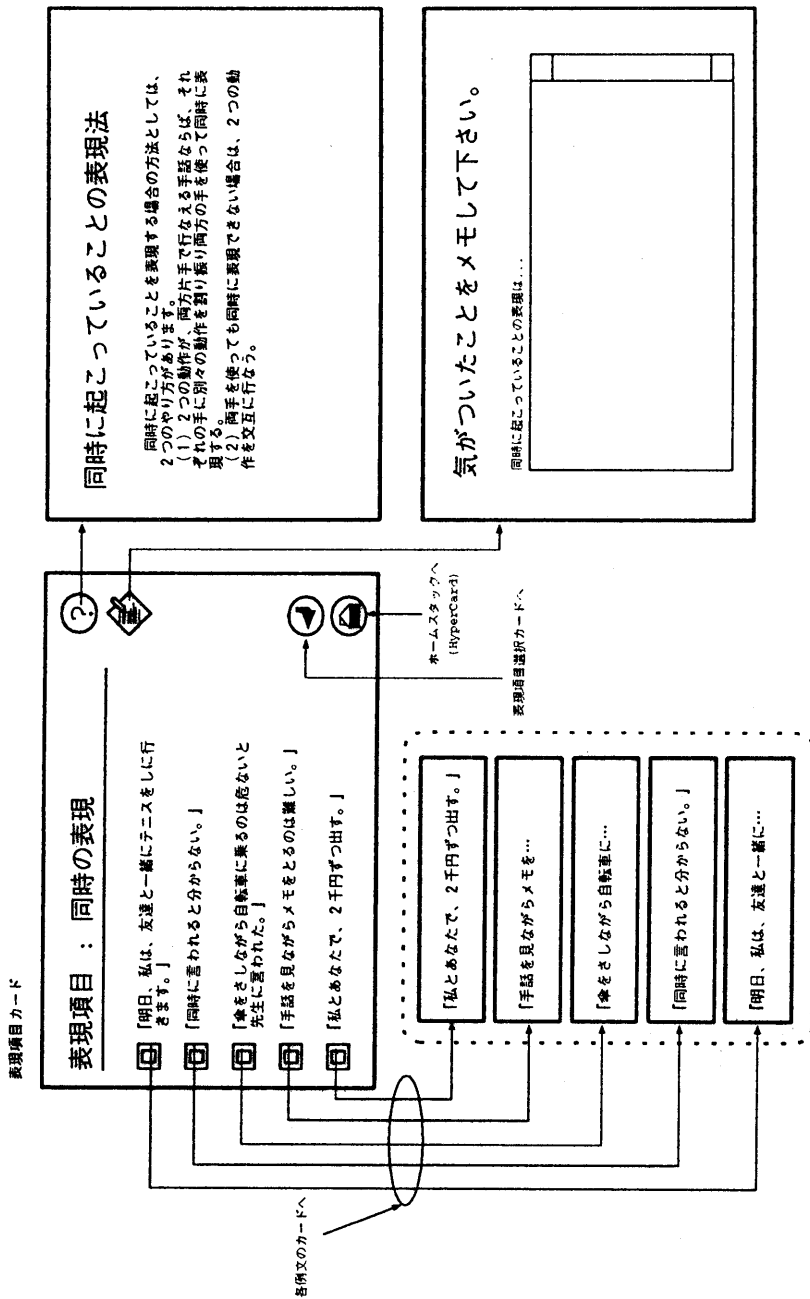 表現項目カード
表現項目 : 同時の表現
「明日、私は、友達と一緒にテニスをしに行
きます。」
「同時に言われると分からない。」
「傘をさしながら自転車に乗るのは危ないと
先生に言われた。」
「手話を見ながらメモをとるのは難しい。」
「私とあなたで、2千円ずつ出す。」
?
同時に起こっていることの表現法
同時に起こっていることを表現する場合の方法としては、
2つのやり方があります。
(1) 2つの動作が、両方片手で行なえる手話ならば、それ
ぞれの手に別々の動作を割り振り両方の手を使って同時に表
現する。
(2) 両手を使っても同時に表現できない場合は、2つの動
作を交互に行なう。
各例文のカードへ
「私とあなたで、2千円ずつ出す。」
「手話を見ながらメモを…
「傘をさしながら自転車に…
「同時に言われると分からない。」
「明日、私は、友達と一緒に…
ホームスタックへ
(HyperCard)
表現項目選択カードへ
気がついたことをメモして下さい。
同時に起こっていることの表現は...